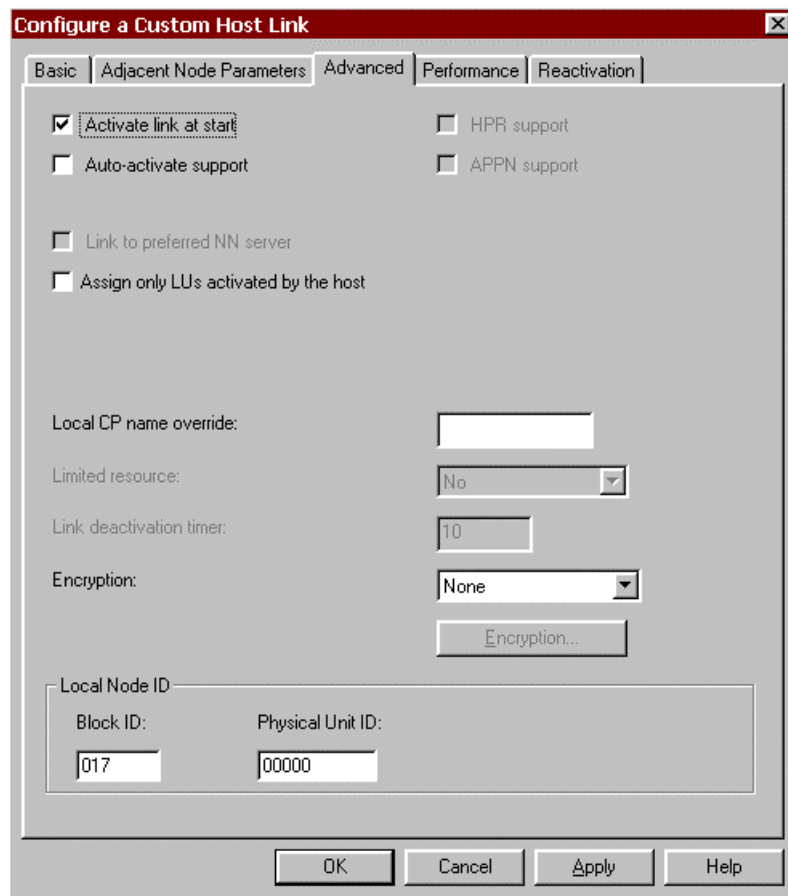 Configure a Custom Host Link
Basic Adjacent Node Parameters Advanced Performance Reactivation
Activate link at start
HPR support
Auto-activate support
APPN support
Link to preferred NN server
Assign only LUs activated by the host
Local CP name override:
Limited resource:
No
Link deactivation timer:
10
Encryption:
None
Encryption...
Local Node ID
Block ID:
Physical Unit ID:
017
00000
OK Cancel Apply Help